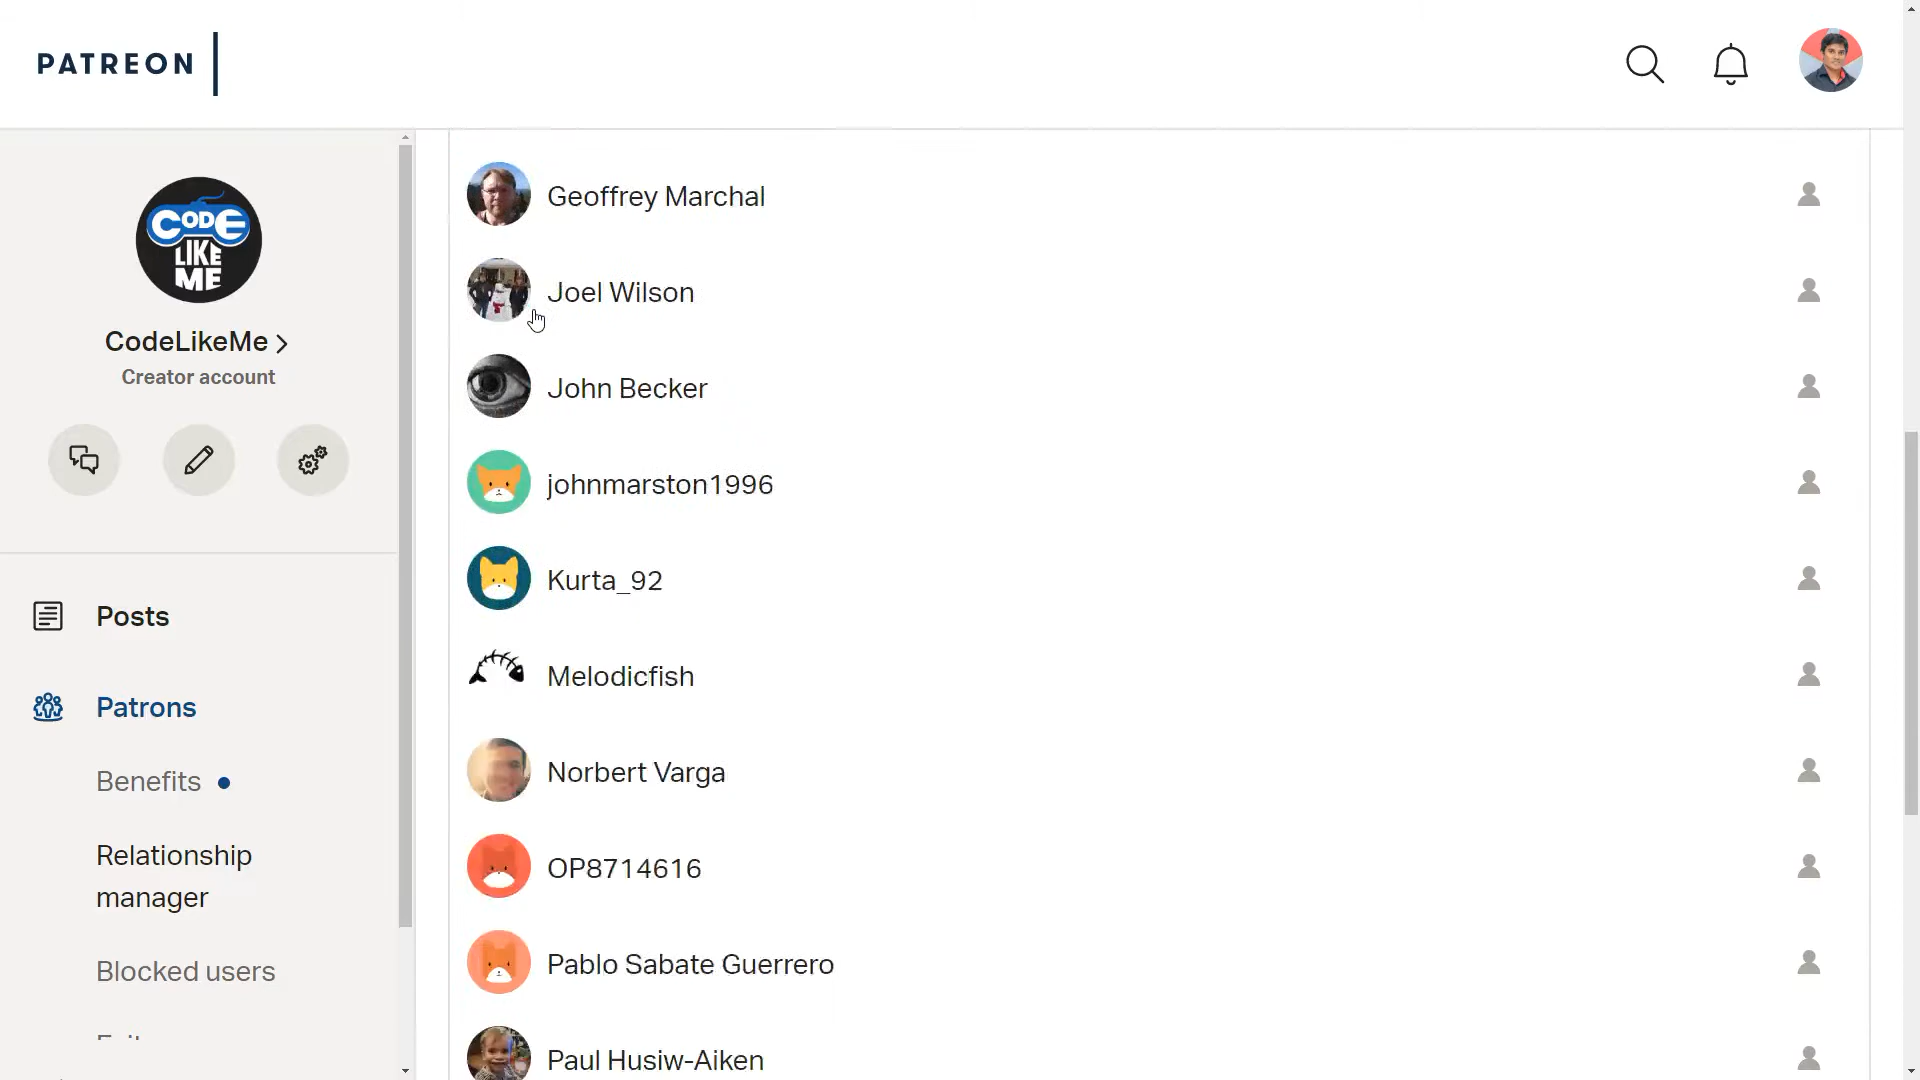 PATREON
CODE
LIKE
ME
CodeLikeMe
Creator account
Posts
Patrons
Benefits
Relationship
manager
Blocked users
Geoffrey Marchal
Joel Wilson
John Becker
johnmarston1996
Kurta_92
Melodicfish
Norbert Varga
OP8714616
Pablo Sabate Guerrero
Paul Husiw-Aiken